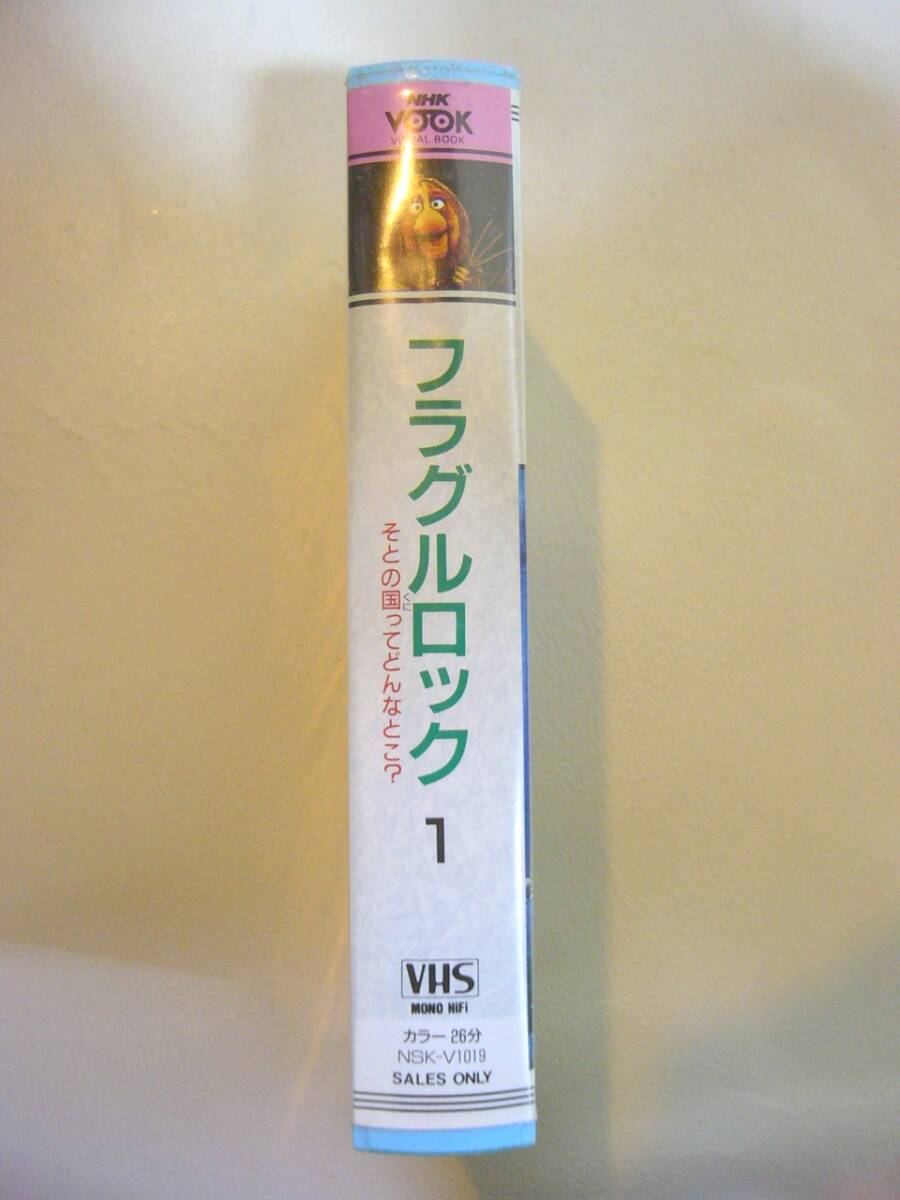 NHK
VOOK
VISUAL BOOK
フラグルロック
そとの国ってどんなとこ?
くに
1
VHS
MONO HiFi
カラー 26分
NSK-V1019
SALES ONLY